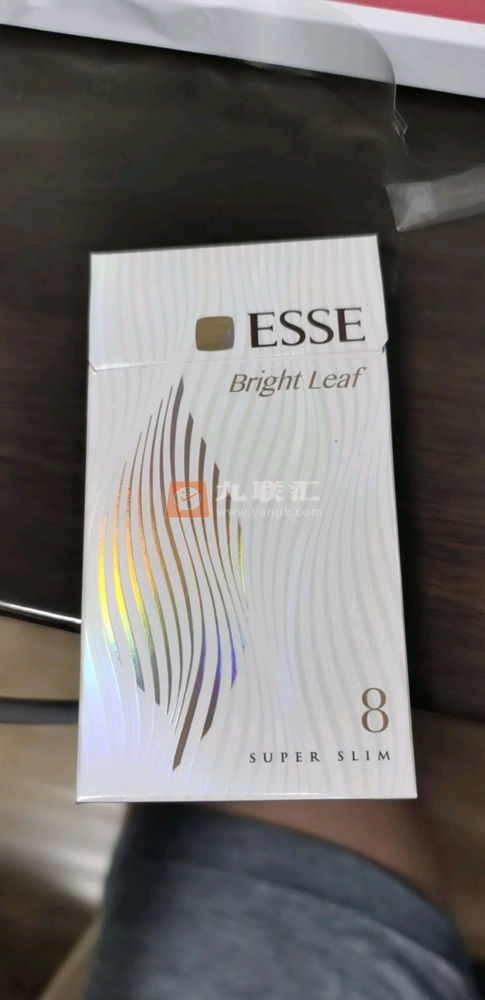 ESSE
Bright Leaf
九联汇
www.yanpk.com
8
SUPER SLIM